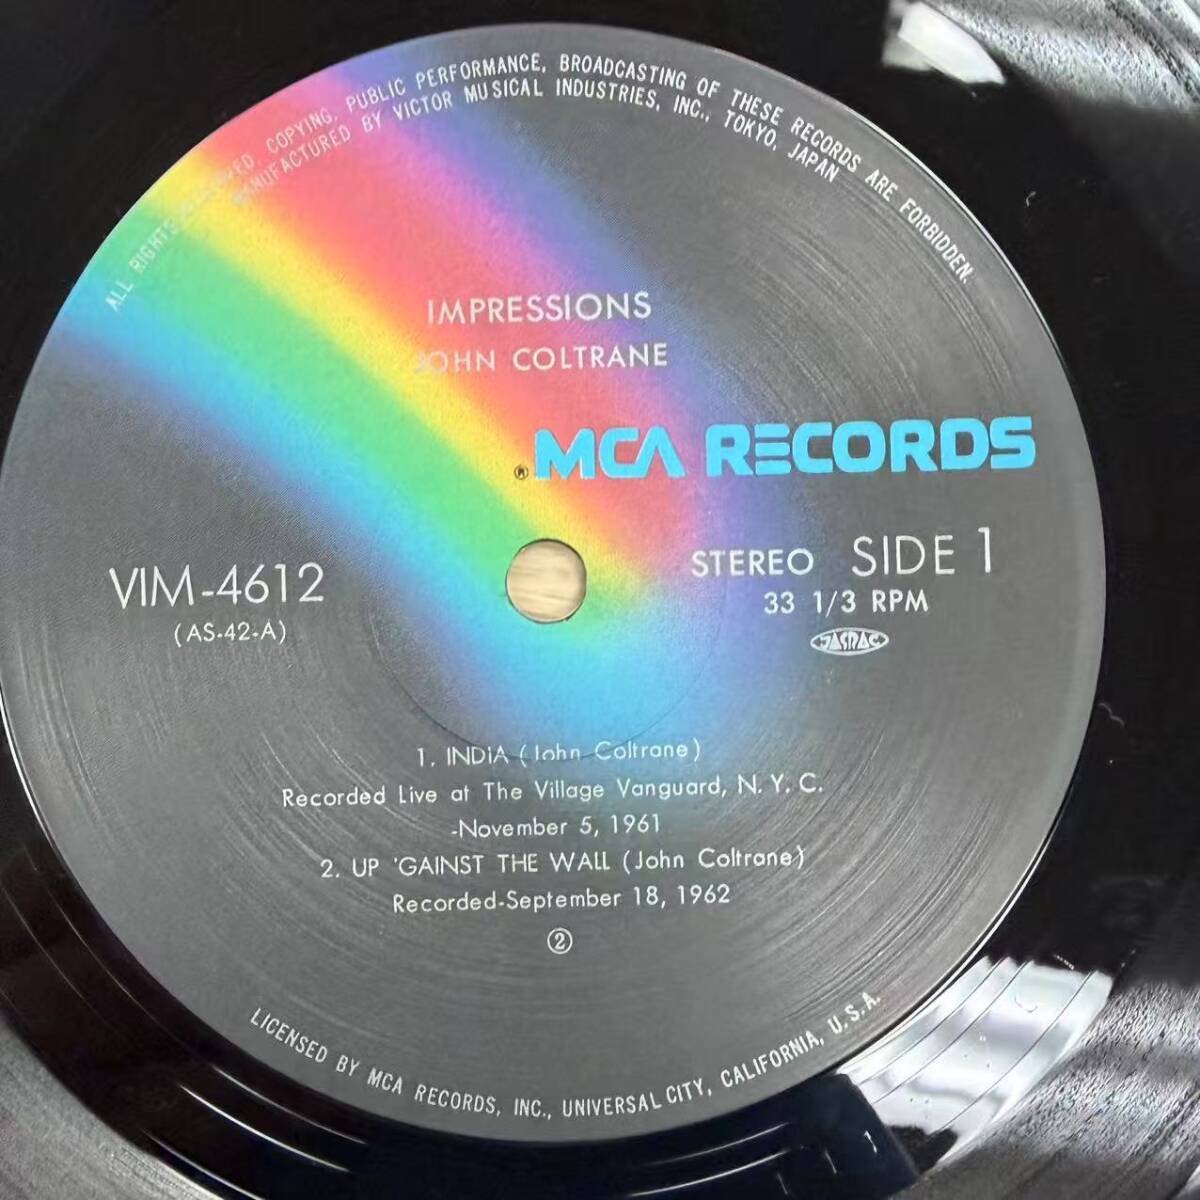 ALL RIGHTS RESERVED. COPYING, PUBLIC PERFORMANCE, BROADCASTING OF THESE RECORDS ARE FORBIDDEN.
MANUFACTURED BY VICTOR MUSICAL INDUSTRIES, INC., TOKYO, JAPAN
IMPRESSIONS
JOHN COLTRANE
® MCA RECORDS
STEREO SIDE 1
33 1/3 RPM
JASRAC
VIM-4612
(AS-42-A)
1. INDIA (John Coltrane)
Recorded Live at The Village Vanguard, N. Y. C.
-November 5, 1961
2. UP 'GAINST THE WALL (John Coltrane)
Recorded-September 18, 1962
②
LICENSED BY MCA RECORDS, INC., UNIVERSAL CITY, CALIFORNIA, U.S.A.